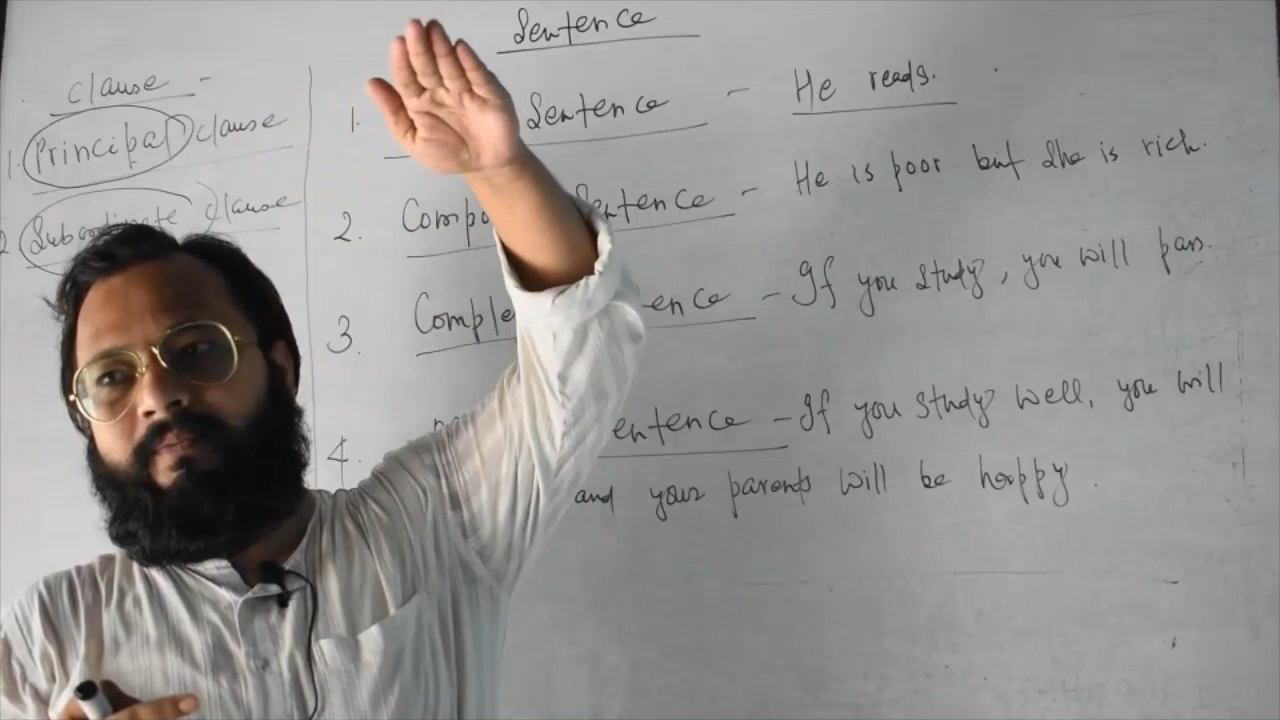 Sentence
clause -
1. Principal clause
2 Subordinate clause
1. Sentence - He reads.
2. Compo entence - He is poor but she is rich.
3. Comple ence - If you study, you will pass.
4. entence - If you study well, you will
and your parents will be happy.